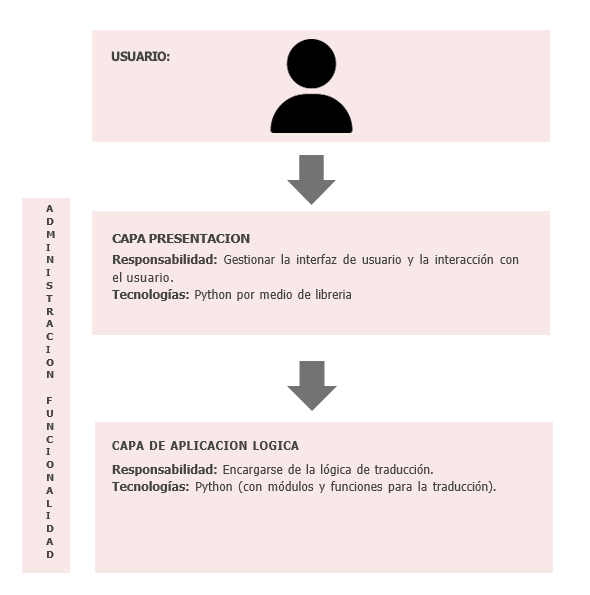 USUARIO:
ADMINISTRACION FUNCIONALIDAD
CAPA PRESENTACION
Responsabilidad: Gestionar la interfaz de usuario y la interacción con
el usuario.
Tecnologías: Python por medio de libreria
CAPA DE APLICACION LOGICA
Responsabilidad: Encargarse de la lógica de traducción.
Tecnologías: Python (con módulos y funciones para la traducción).